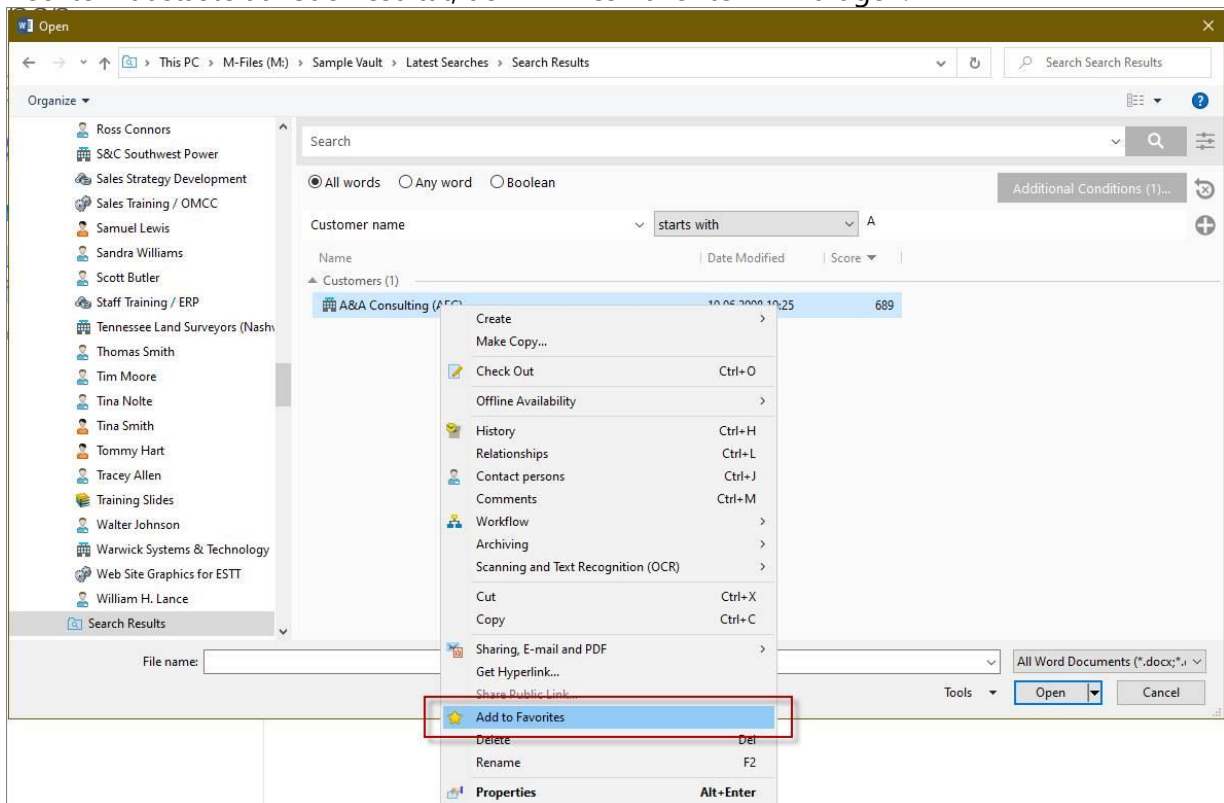 Open
This PC > M-Files (M:) > Sample Vault > Latest Searches > Search Results
Search Search Results
Organize
Ross Connors
S&C Southwest Power
Sales Strategy Development
Sales Training / OMCC
Samuel Lewis
Sandra Williams
Scott Butler
Staff Training / ERP
Tennessee Land Surveyors (Nashv
Thomas Smith
Tim Moore
Tina Nolte
Tina Smith
Tommy Hart
Tracey Allen
Training Slides
Walter Johnson
Warwick Systems & Technology
Web Site Graphics for ESTT
William H. Lance
Search Results
Search
All words Any word Boolean
Additional Conditions (1)...
Customer name starts with A
Name Date Modified Score
Customers (1)
A&A Consulting (AEC) 10.06.2008 10:25 689
Create
Make Copy...
Check Out Ctrl+O
Offline Availability
History Ctrl+H
Relationships Ctrl+L
Contact persons Ctrl+J
Comments Ctrl+M
Workflow
Archiving
Scanning and Text Recognition (OCR)
Cut Ctrl+X
Copy Ctrl+C
Sharing, E-mail and PDF
Get Hyperlink...
Share Public Link...
Add to Favorites
Delete Del
Rename F2
Properties Alt+Enter
File name:
All Word Documents (*.docx;*.
Tools Open Cancel